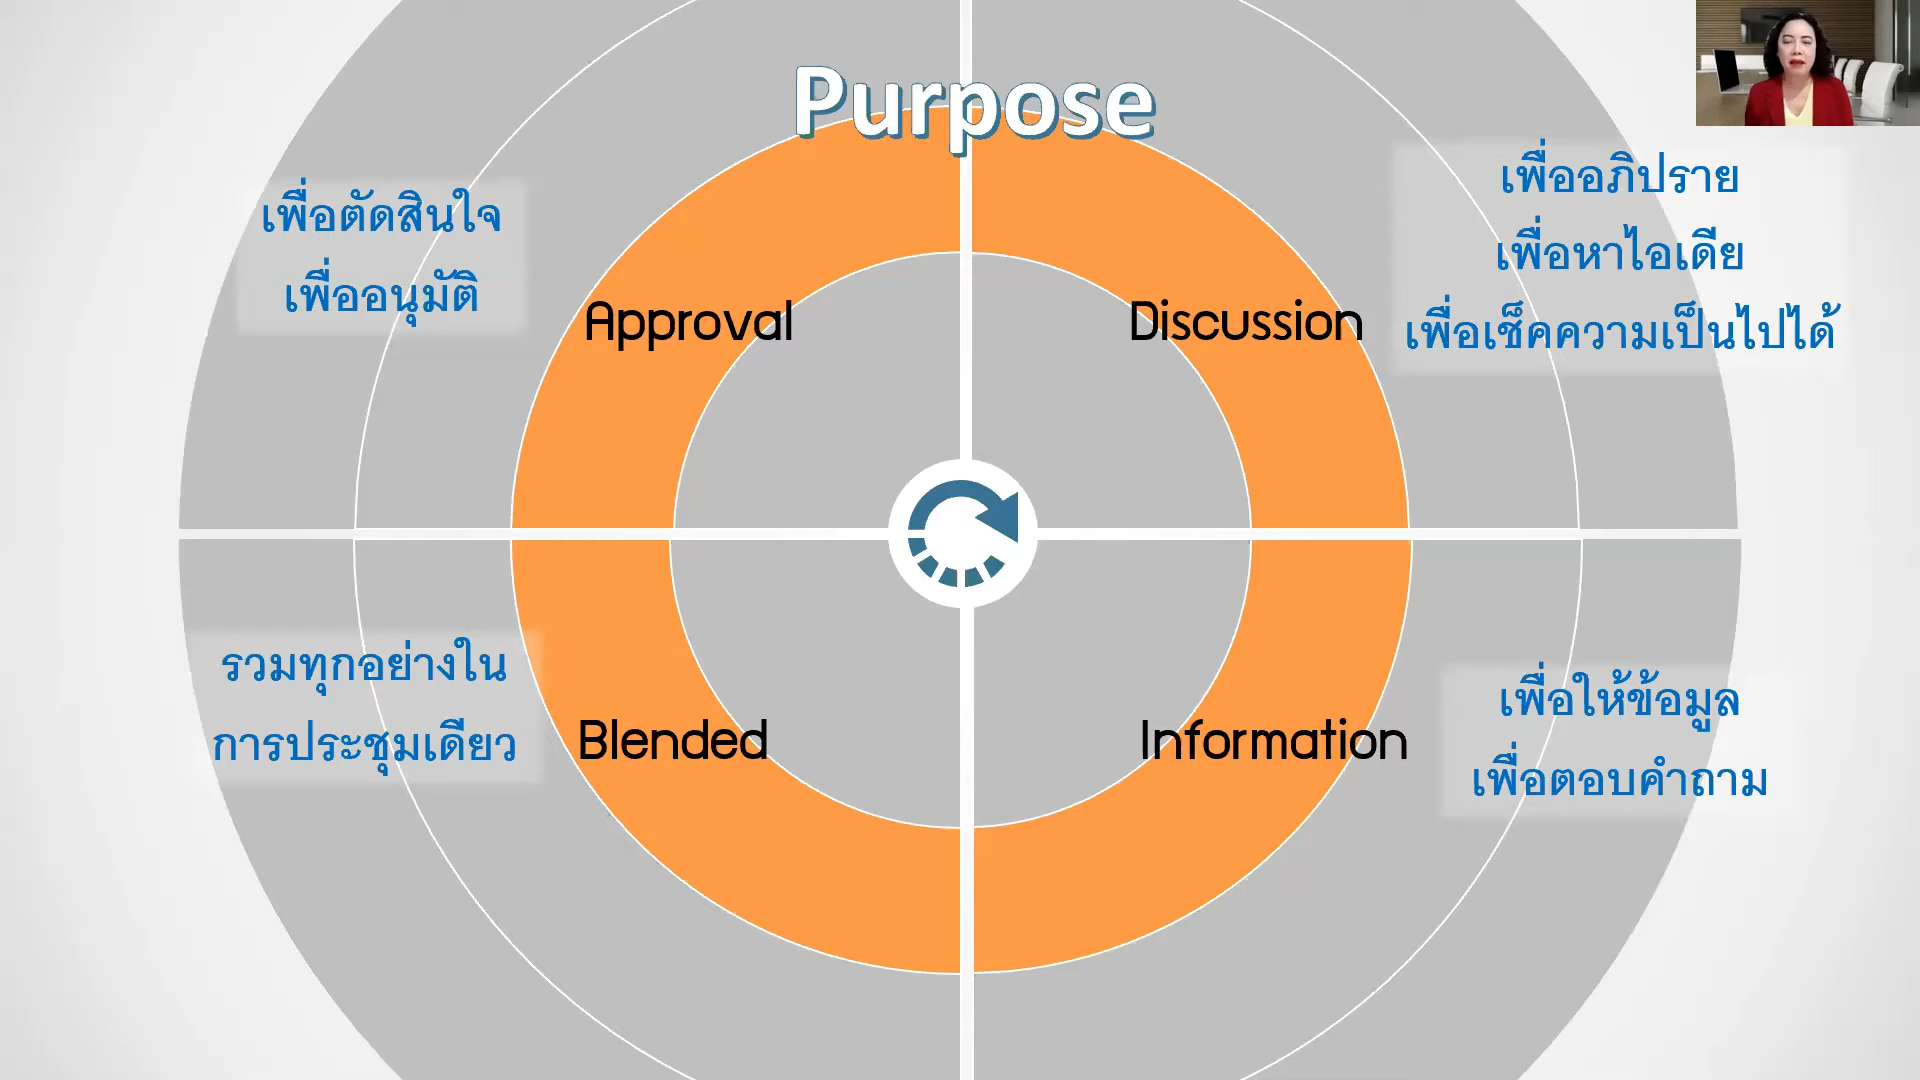 Purpose
เพื่อตัดสินใจ
เพื่ออนุมัติ
Approval
Discussion
เพื่ออภิปราย
เพื่อหาไอเดีย
เพื่อเช็คความเป็นไปได้
รวมทุกอย่างใน
การประชุมเดียว
Blended
Information
เพื่อให้ข้อมูล
เพื่อตอบคำถาม